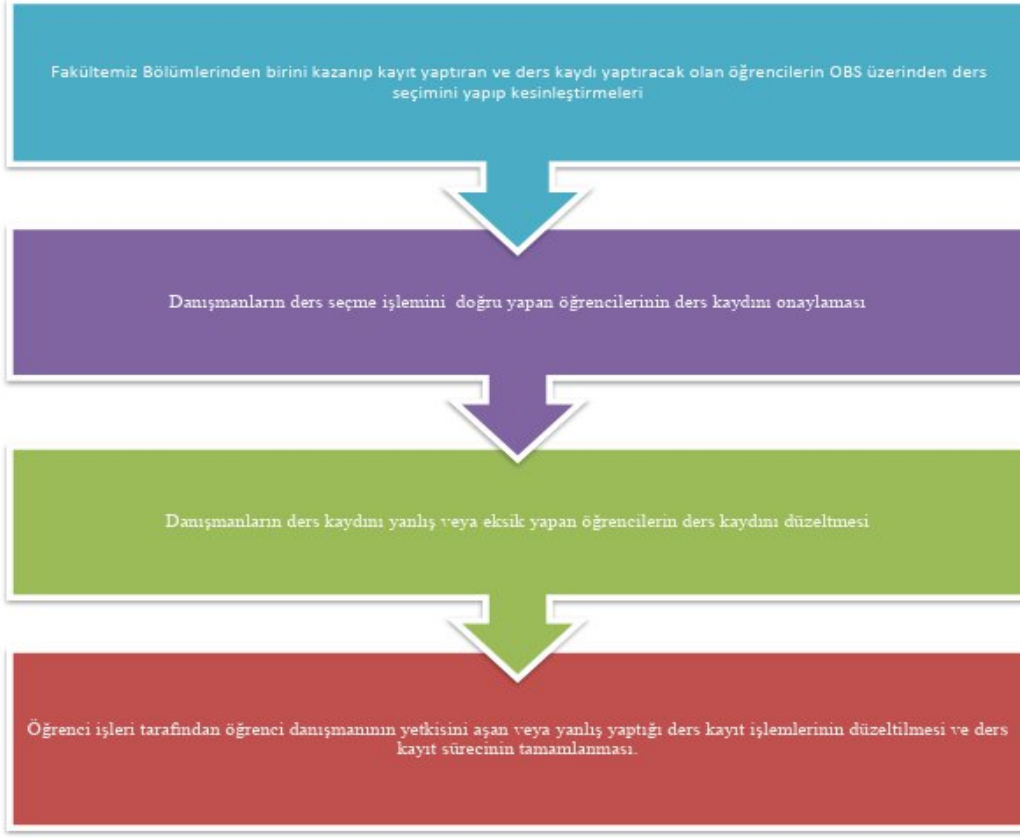 Fakültemiz Bölümlerinden birini kazanıp kayıt yaptıran ve ders kaydı yaptıracak olan öğrencilerin OBS üzerinden ders
seçimini yapıp kesinleştirmeleri
Danışmanların ders seçme işlemini doğru yapan öğrencilerinin ders kaydını onaylaması
Danışmanların ders kaydını yanlış veya eksik yapan öğrencilerin ders kaydını düzeltmesi
Öğrenci işleri tarafından öğrenci danışmanının yetkisini aşan veya yanlış yaptığı ders kayıt işlemlerinin düzeltilmesi ve ders
kayıt sürecinin tamamlanması.